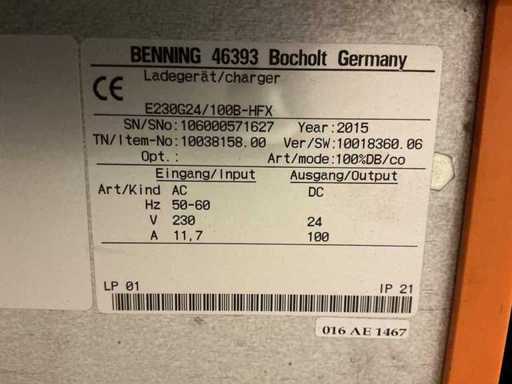 BENNING 46393 Bocholt Germany
CE
Ladegerät/charger
E230G24/100B-HFX
SN/SNo:106000571627 Year:2015
TN/Item-No:10038158.00 Ver/SW:10018360.06
Opt.: Art/mode:100%DB/co
Eingang/Input Ausgang/Output
Art/Kind AC DC
Hz 50-60
V 230 24
A 11,7 100
LP 01 IP 21
016 AE 1467